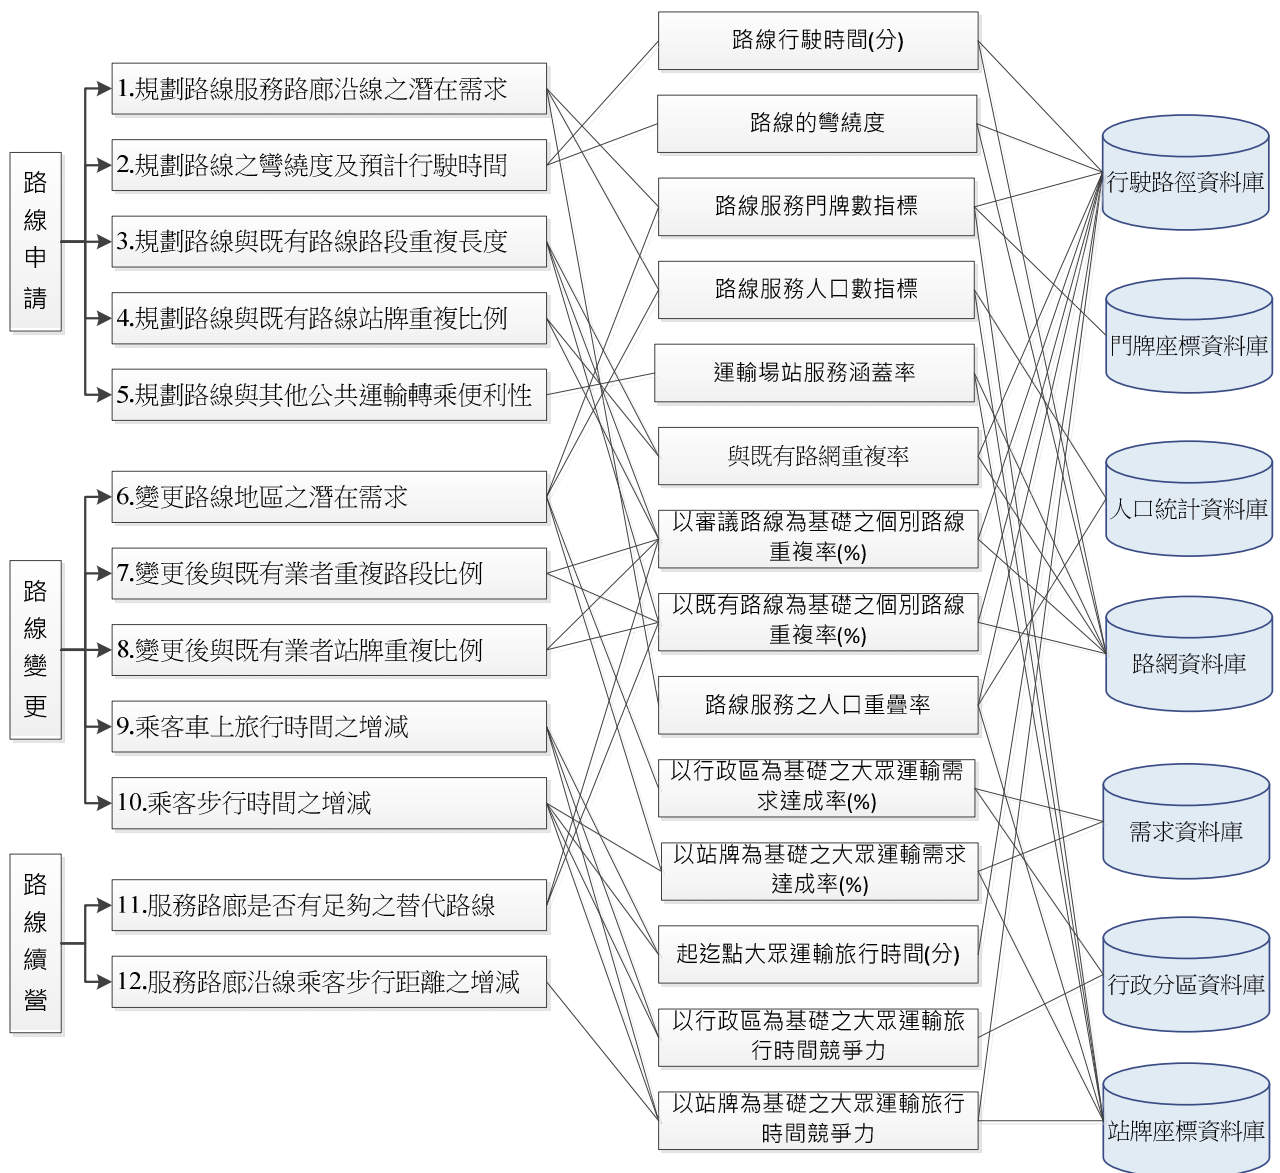 路線申請
1.規劃路線服務路廊沿線之潛在需求
2.規劃路線之彎繞度及預計行駛時間
3.規劃路線與既有路線路段重複長度
4.規劃路線與既有路線站牌重複比例
5.規劃路線與其他公共運輸轉乘便利性
路線變更
6.變更路線地區之潛在需求
7.變更後與既有業者重複路段比例
8.變更後與既有業者站牌重複比例
9.乘客車上旅行時間之增減
10.乘客步行時間之增減
路線續營
11.服務路廊是否有足夠之替代路線
12.服務路廊沿線乘客步行距離之增減
路線行駛時間(分)
路線的彎繞度
路線服務門牌數指標
路線服務人口數指標
運輸場站服務涵蓋率
與既有路網重複率
以審議路線為基礎之個別路線
重複率(%)
以既有路線為基礎之個別路線
重複率(%)
路線服務之人口重疊率
以行政區為基礎之大眾運輸需
求達成率(%)
以站牌為基礎之大眾運輸需求
達成率(%)
起迄點大眾運輸旅行時間(分)
以行政區為基礎之大眾運輸旅
行時間競爭力
以站牌為基礎之大眾運輸旅行
時間競爭力
行駛路徑資料庫
門牌座標資料庫
人口統計資料庫
路網資料庫
需求資料庫
行政分區資料庫
站牌座標資料庫